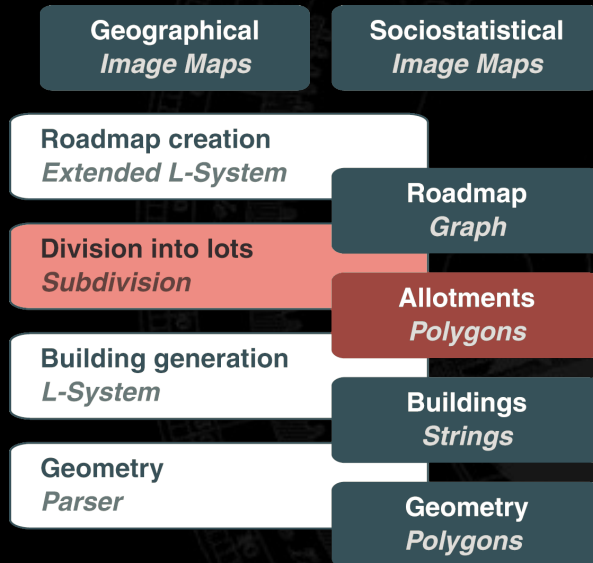 Geographical
Image Maps
Sociostatistical
Image Maps
Roadmap creation
Extended L-System
Roadmap
Graph
Division into lots
Subdivision
Allotments
Polygons
Building generation
L-System
Buildings
Strings
Geometry
Parser
Geometry
Polygons